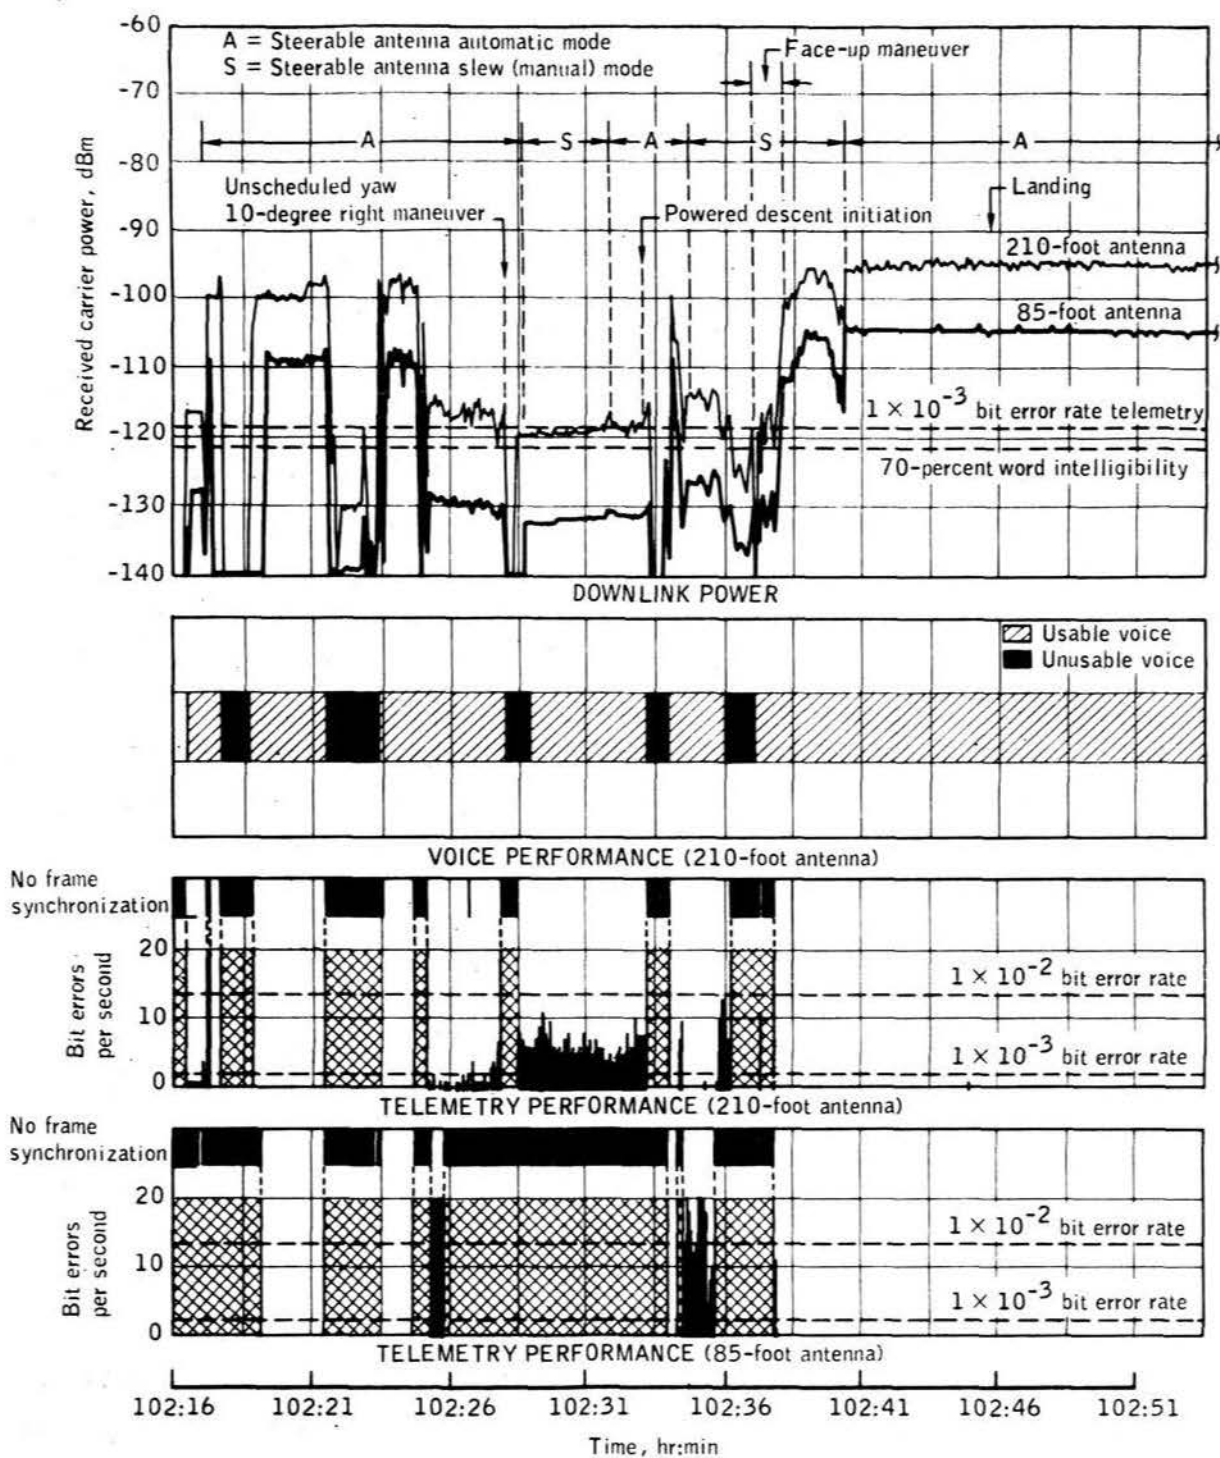 -60
A = Steerable antenna automatic mode
S = Steerable antenna slew (manual) mode
Face-up maneuver
-70
A
S
A
S
A
-80
Unscheduled yaw
10-degree right maneuver
Powered descent initiation
Landing
-90
210-foot antenna
-100
85-foot antenna
-110
1 × 10⁻³ bit error rate telemetry
-120
70-percent word intelligibility
-130
-140
Received carrier power, dBm
DOWNLINK POWER
Usable voice
Unusable voice
VOICE PERFORMANCE (210-foot antenna)
No frame
synchronization
20
1 × 10⁻² bit error rate
10
1 × 10⁻³ bit error rate
0
Bit errors
per second
TELEMETRY PERFORMANCE (210-foot antenna)
No frame
synchronization
20
1 × 10⁻² bit error rate
10
1 × 10⁻³ bit error rate
0
Bit errors
per second
TELEMETRY PERFORMANCE (85-foot antenna)
102:16 102:21 102:26 102:31 102:36 102:41 102:46 102:51
Time, hr:min